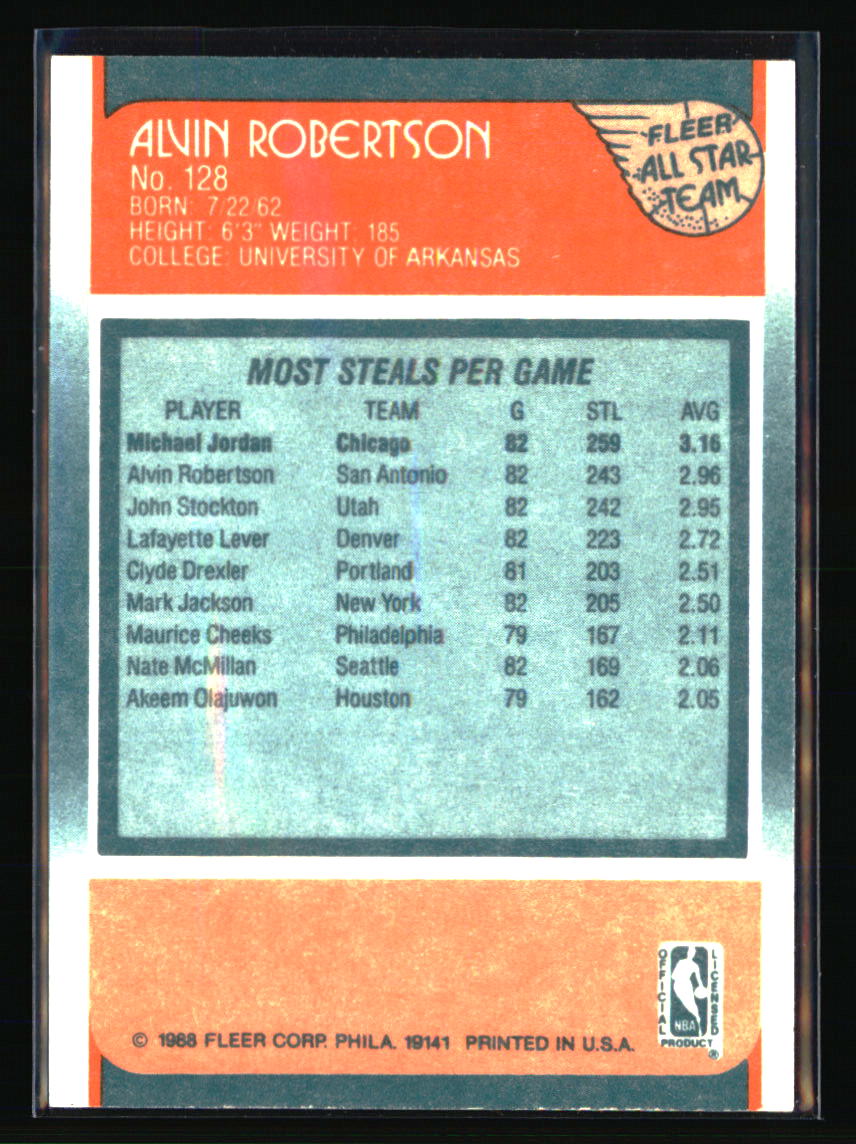 ALVIN ROBERTSON
No. 128
BORN: 7/22/62
HEIGHT: 6'3" WEIGHT: 185
COLLEGE: UNIVERSITY OF ARKANSAS
FLEER
ALL STAR
TEAM
MOST STEALS PER GAME
PLAYER TEAM G STL AVG
Michael Jordan Chicago 82 259 3.16
Alvin Robertson San Antonio 82 243 2.96
John Stockton Utah 82 242 2.95
Lafayette Lever Denver 82 223 2.72
Clyde Drexler Portland 81 203 2.51
Mark Jackson New York 82 205 2.50
Maurice Cheeks Philadelphia 79 167 2.11
Nate McMillan Seattle 82 169 2.06
Akeem Olajuwon Houston 79 162 2.05
© 1988 FLEER CORP. PHILA. 19141 PRINTED IN U.S.A.
OFFICIAL
LICENSED
NBA
PRODUCT
®